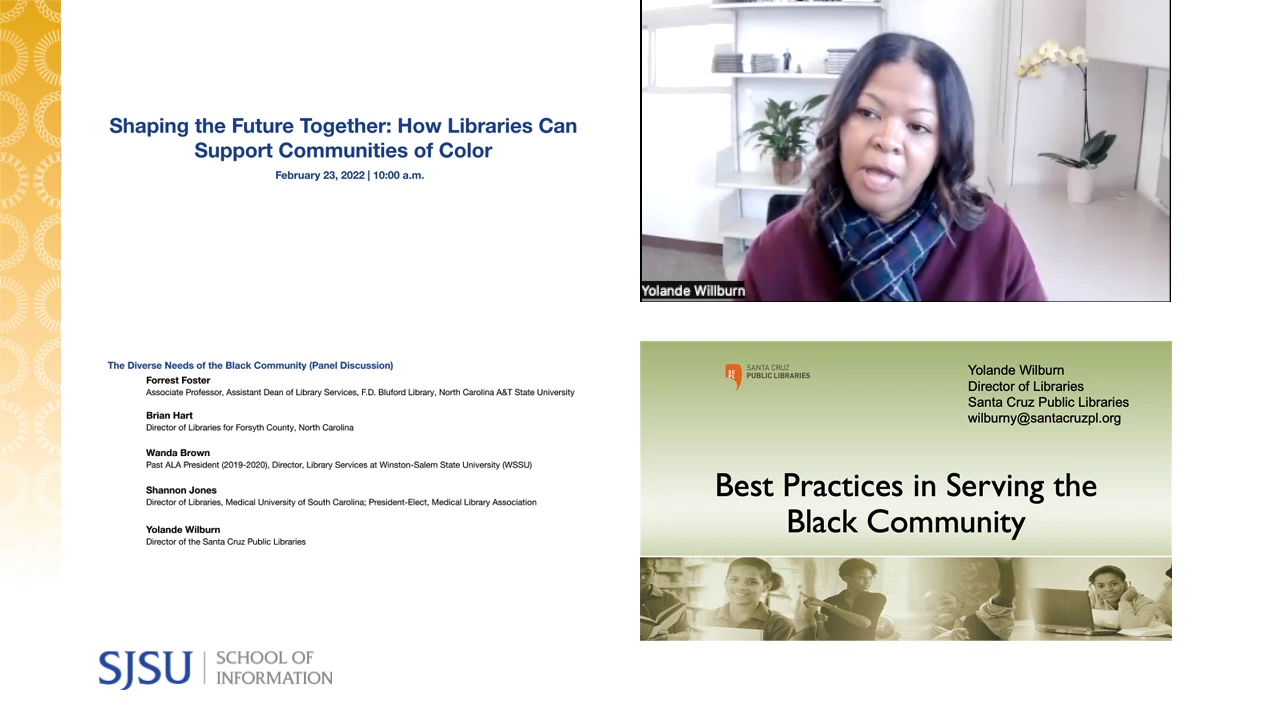 Shaping the Future Together: How Libraries Can
Support Communities of Color
February 23, 2022 | 10:00 a.m.
Yolande Willburn
The Diverse Needs of the Black Community (Panel Discussion)
Forrest Foster
Associate Professor, Assistant Dean of Library Services, F.D. Bluford Library, North Carolina A&T State University
Brian Hart
Director of Libraries for Forsyth County, North Carolina
Wanda Brown
Past ALA President (2019-2020), Director, Library Services at Winston-Salem State University (WSSU)
Shannon Jones
Director of Libraries, Medical University of South Carolina; President-Elect, Medical Library Association
Yolande Wilburn
Director of the Santa Cruz Public Libraries
SC
PL
SANTA CRUZ
PUBLIC LIBRARIES
Yolande Wilburn
Director of Libraries
Santa Cruz Public Libraries
wilburny@santacruzpl.org
Best Practices in Serving the
Black Community
SJSU
SCHOOL OF
INFORMATION